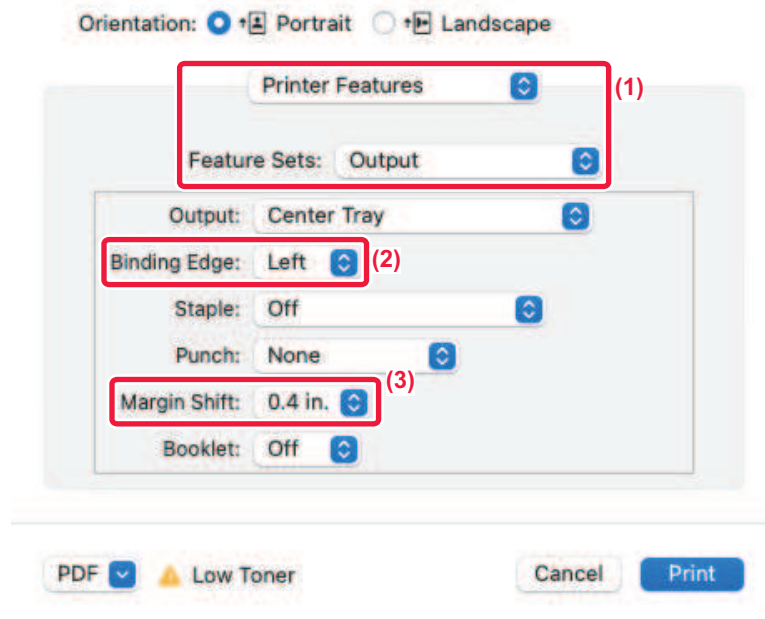 Orientation: Portrait Landscape
Printer Features (1)
Feature Sets: Output
Output: Center Tray
Binding Edge: Left (2)
Staple: Off
Punch: None
(3)
Margin Shift: 0.4 in.
Booklet: Off
PDF Low Toner Cancel Print